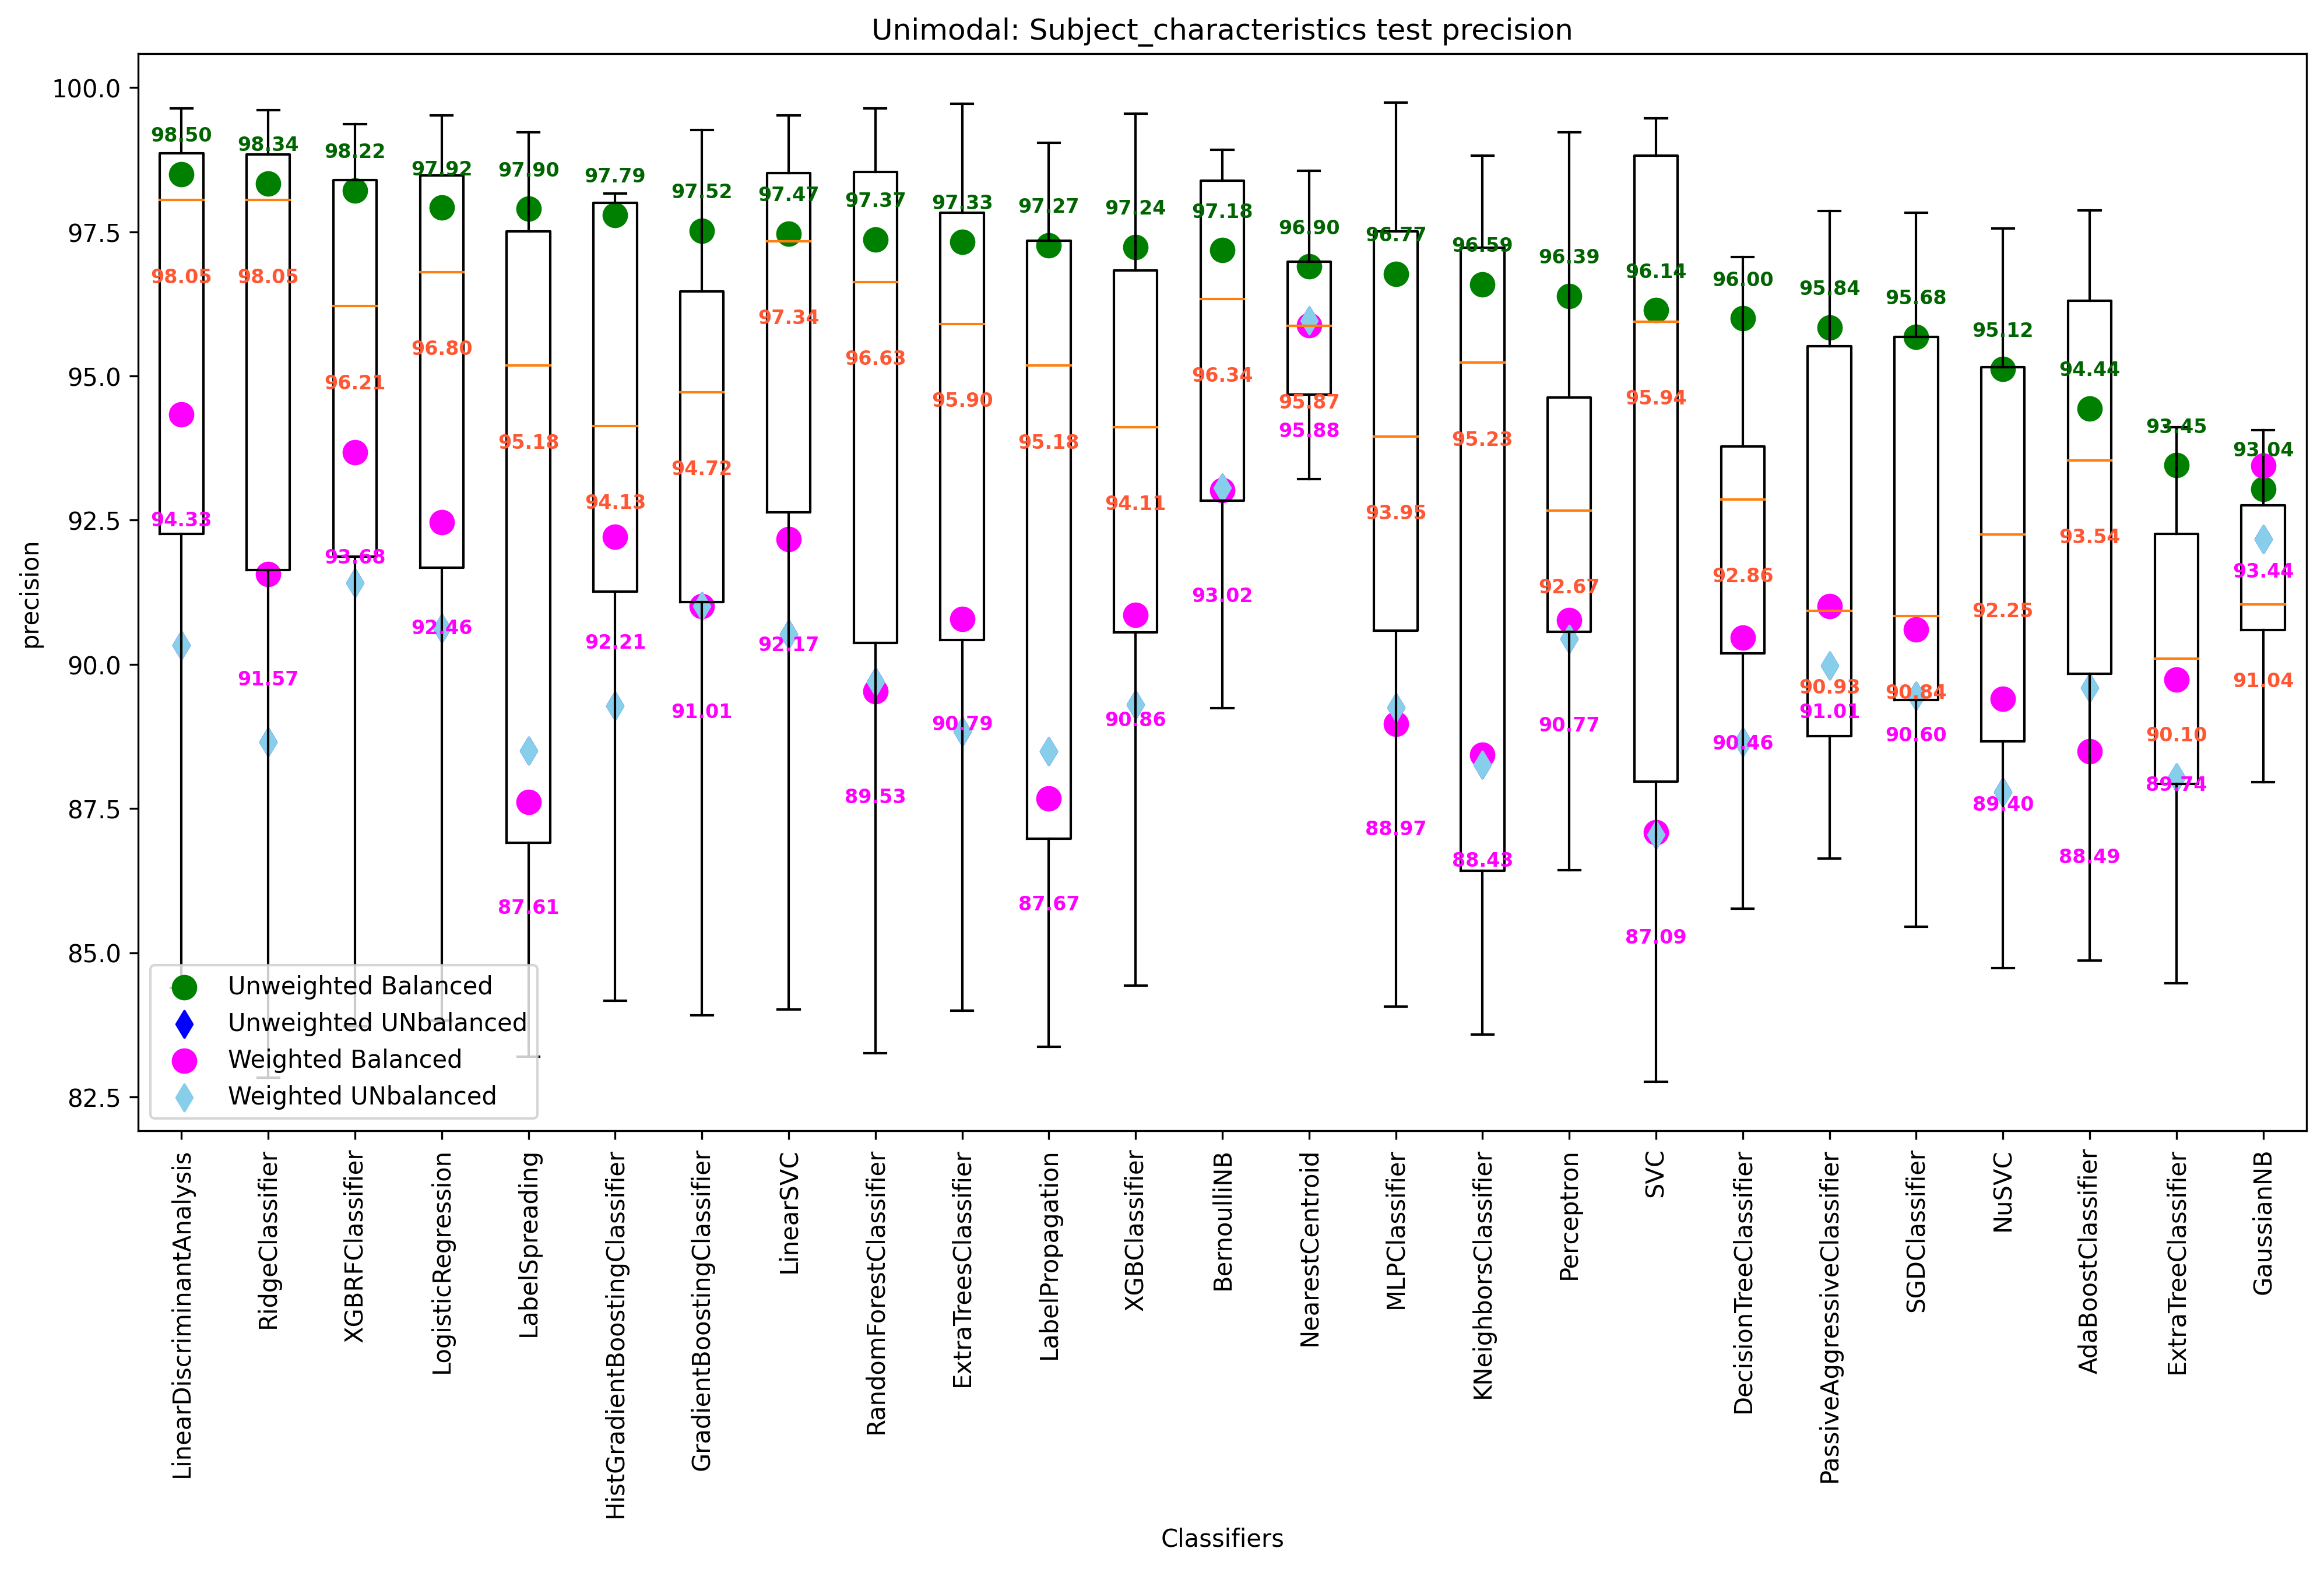 Unimodal: Subject_characteristics test precision
precision
100.0
97.5
95.0
92.5
90.0
87.5
85.0
82.5
98.50
98.05
94.33
98.34
98.05
91.57
98.22
96.21
93.68
97.92
96.80
92.46
97.90
95.18
87.61
97.79
94.13
92.21
97.52
94.72
91.01
97.47
97.34
92.17
97.37
96.63
89.53
97.33
95.90
90.79
97.27
95.18
87.67
97.24
94.11
90.86
97.18
96.34
93.02
96.90
95.87
95.88
96.77
93.95
88.97
96.59
95.23
88.43
96.39
92.67
90.77
96.14
95.94
87.09
96.00
92.86
90.46
95.84
90.93
91.01
95.68
90.84
90.60
95.12
92.25
89.40
94.44
93.54
88.49
93.45
90.10
89.74
93.04
93.44
91.04
Unweighted Balanced
Unweighted UNbalanced
Weighted Balanced
Weighted UNbalanced
LinearDiscriminantAnalysis
RidgeClassifier
XGBRFClassifier
LogisticRegression
LabelSpreading
HistGradientBoostingClassifier
GradientBoostingClassifier
LinearSVC
RandomForestClassifier
ExtraTreesClassifier
LabelPropagation
XGBClassifier
BernoulliNB
NearestCentroid
MLPClassifier
KNeighborsClassifier
Perceptron
SVC
DecisionTreeClassifier
PassiveAggressiveClassifier
SGDClassifier
NuSVC
AdaBoostClassifier
ExtraTreeClassifier
GaussianNB
Classifiers